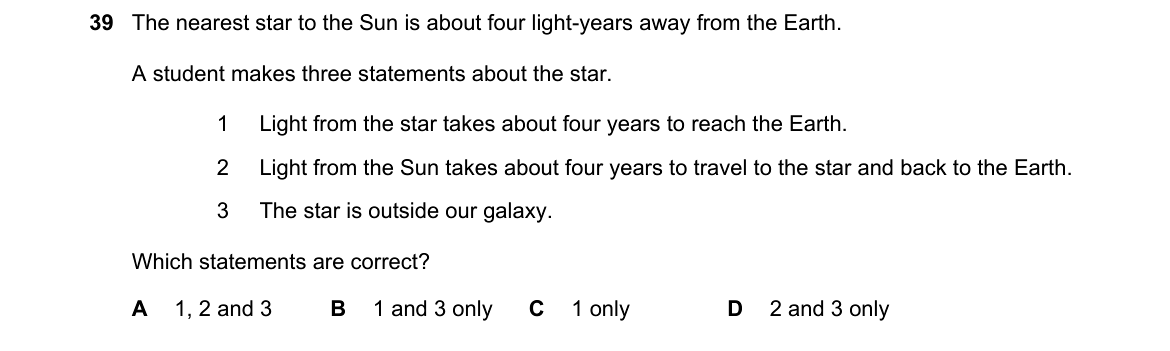 39 The nearest star to the Sun is about four light-years away from the Earth.
A student makes three statements about the star.
1 Light from the star takes about four years to reach the Earth.
2 Light from the Sun takes about four years to travel to the star and back to the Earth.
3 The star is outside our galaxy.
Which statements are correct?
A 1, 2 and 3 B 1 and 3 only C 1 only D 2 and 3 only